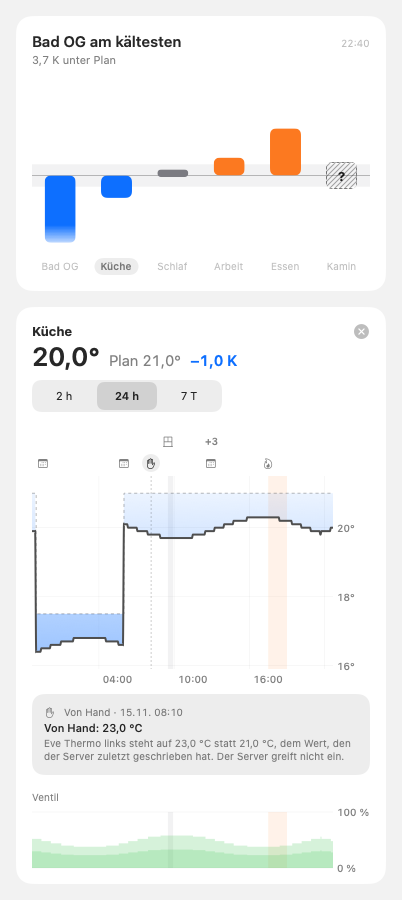 Bad OG am kältesten
22:40
3,7 K unter Plan
?
Bad OG Küche Schlaf Arbeit Essen Kamin
Küche
20,0° Plan 21,0° −1,0 K
2 h 24 h 7 T
+3
20°
18°
16°
04:00 10:00 16:00
Von Hand · 15.11. 08:10
Von Hand: 23,0 °C
Eve Thermo links steht auf 23,0 °C statt 21,0 °C, dem Wert, den
der Server zuletzt geschrieben hat. Der Server greift nicht ein.
Ventil
100 %
0 %